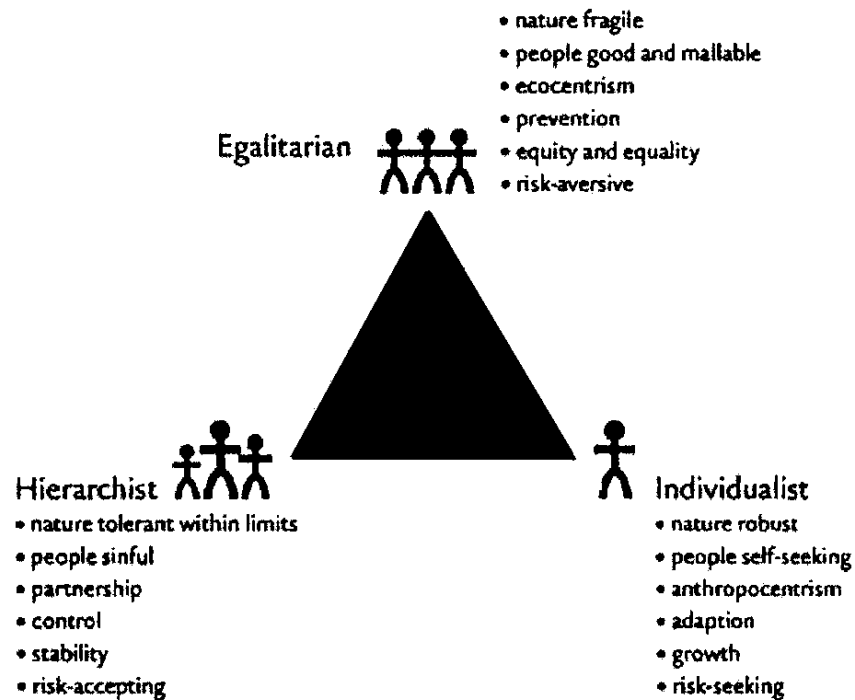 • nature fragile
• people good and mallable
• ecocentrism
• prevention
• equity and equality
• risk-aversive
Egalitarian
Hierarchist
• nature tolerant within limits
• people sinful
• partnership
• control
• stability
• risk-accepting
Individualist
• nature robust
• people self-seeking
• anthropocentrism
• adaption
• growth
• risk-seeking